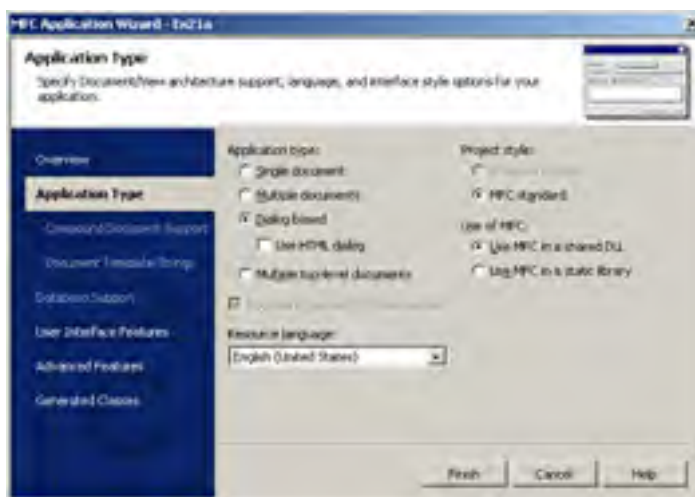 MFC Application Wizard - Ex21a
Application Type
Specify Document/View architecture support, language, and interface style options for your
application.
Overview
Application Type
Compound Document Support
Document Template Strings
Database Support
User Interface Features
Advanced Features
Generated Classes
Application type:
Single document
Multiple documents
Dialog based
Use HTML dialog
Multiple top-level documents
Resource language:
English (United States)
Project style:
MFC standard
Use of MFC:
Use MFC in a shared DLL
Use MFC in a static library
Finish
Cancel
Help